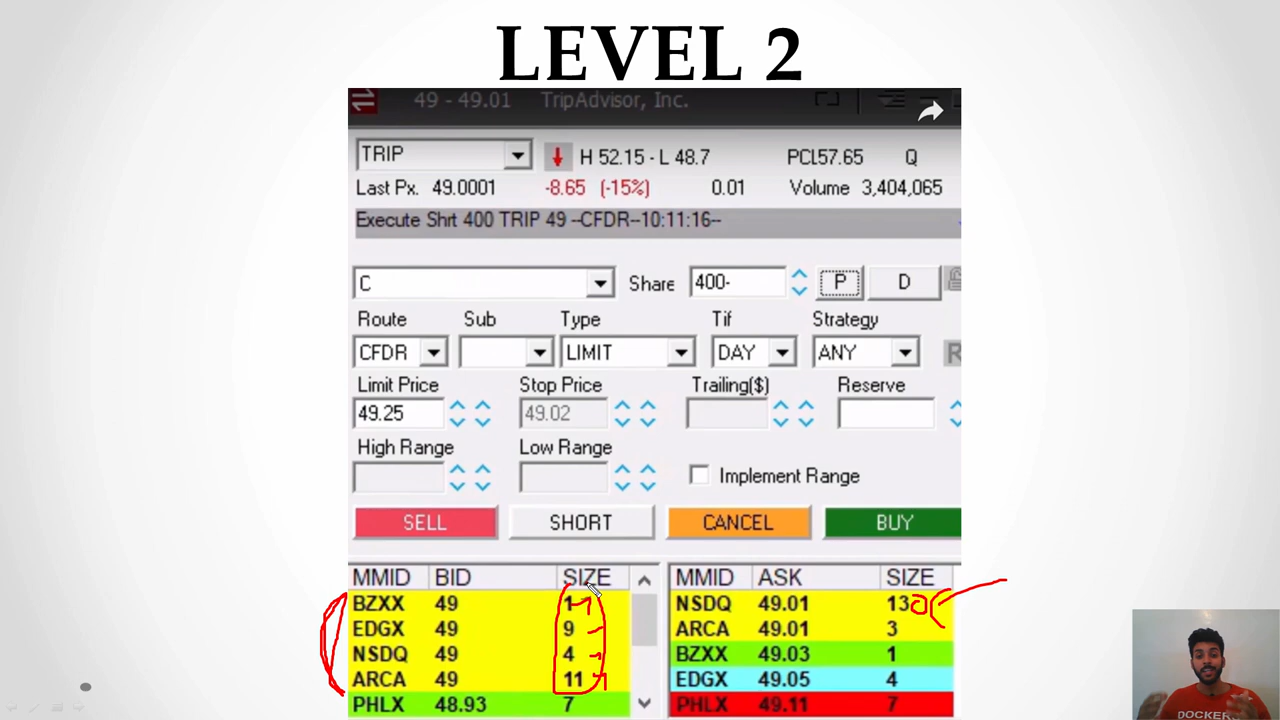 LEVEL 2
49 - 49.01 TripAdvisor, Inc.
TRIP H 52.15 - L 48.7 PCL57.65 Q
Last Px. 49.0001 -8.65 (-15%) 0.01 Volume 3,404,065
Execute Shrt 400 TRIP 49 --CFDR--10:11:16--
C Share 400- P D
Route Sub Type Tif Strategy
CFDR LIMIT DAY ANY R
Limit Price Stop Price Trailing($) Reserve
49.25 49.02
High Range Low Range
Implement Range
SELL SHORT CANCEL BUY
MMID BID SIZE MMID ASK SIZE
BZXX 49 1 NSDQ 49.01 13
EDGX 49 9 ARCA 49.01 3
NSDQ 49 4 BZXX 49.03 1
ARCA 49 11 EDGX 49.05 4
PHLX 48.93 7 PHLX 49.11 7
DOCKERS